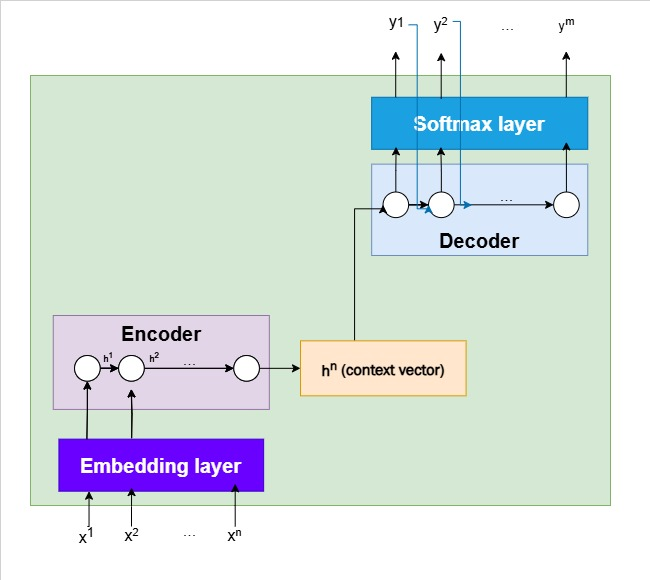 y1 y² ... yᵐ
Softmax layer
...
Decoder
Encoder
h¹ h² ...
hⁿ (context vector)
Embedding layer
x¹ x² ... xⁿ